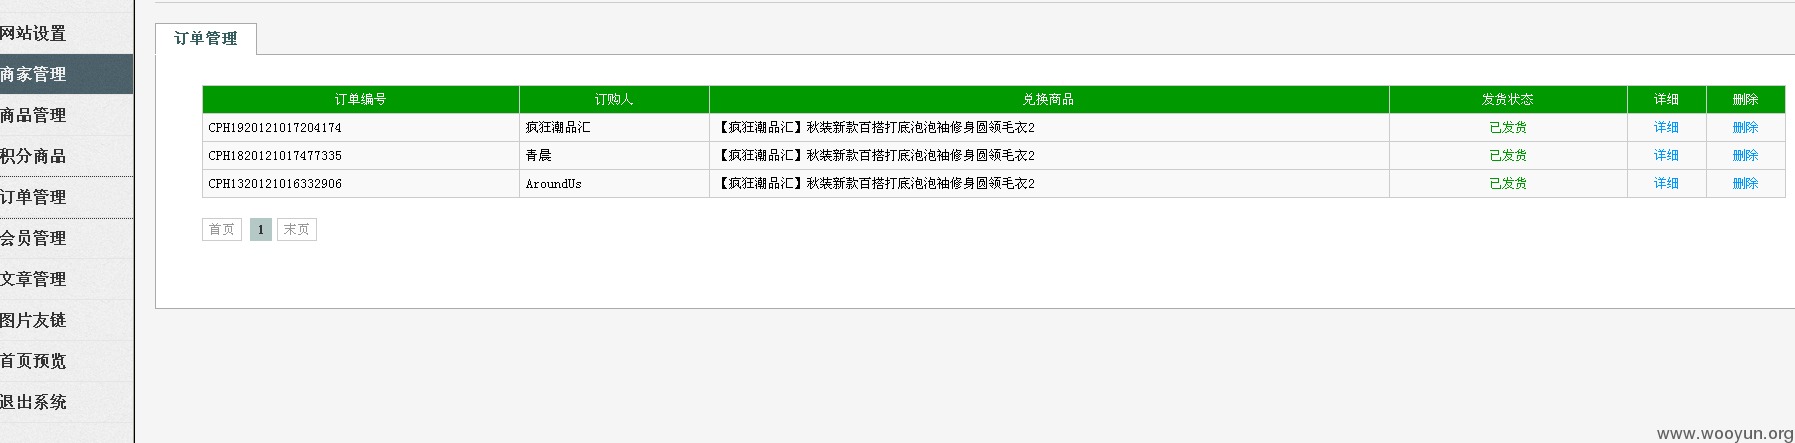 网站设置
商家管理
商品管理
积分商品
订单管理
会员管理
文章管理
图片友链
首页预览
退出系统
订单管理
订单编号 订购人 兑换商品 发货状态 详细 删除
CPH1920121017204174 疯狂潮品汇 【疯狂潮品汇】秋装新款百搭打底泡泡袖修身圆领毛衣2 已发货 详细 删除
CPH1820121017477335 青晨 【疯狂潮品汇】秋装新款百搭打底泡泡袖修身圆领毛衣2 已发货 详细 删除
CPH1320121016332906 AroundUs 【疯狂潮品汇】秋装新款百搭打底泡泡袖修身圆领毛衣2 已发货 详细 删除
首页 1 末页
www.wooyun.org